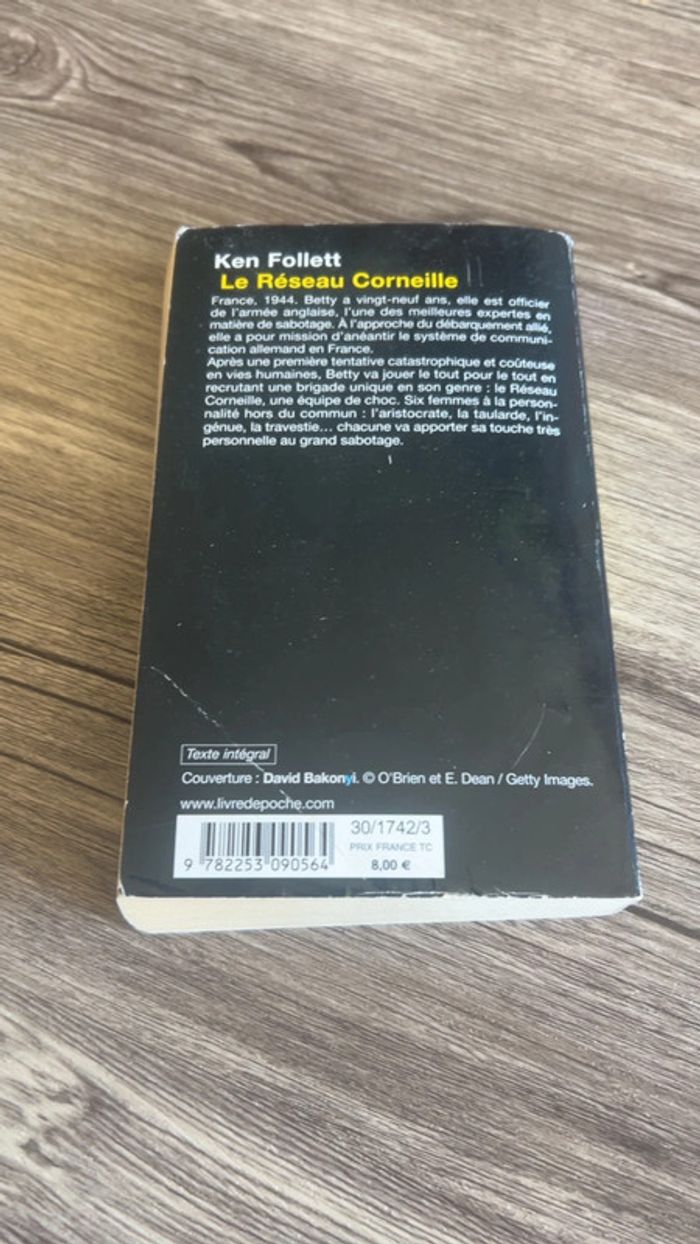 Ken Follett
Le Réseau Corneille
France, 1944. Betty a vingt-neuf ans, elle est officier
de l'armée anglaise, l'une des meilleures expertes en
matière de sabotage. À l'approche du débarquement allié,
elle a pour mission d'anéantir le système de communi-
cation allemand en France.
Après une première tentative catastrophique et coûteuse
en vies humaines, Betty va jouer le tout pour le tout en
recrutant une brigade unique en son genre : le Réseau
Corneille, une équipe de choc. Six femmes à la person-
nalité hors du commun : l'aristocrate, la taularde, l'in-
génue, la travestie... chacune va apporter sa touche très
personnelle au grand sabotage.
Texte intégral
Couverture : David Bakonyi. © O'Brien et E. Dean / Getty Images.
www.livredepoche.com
30/1742/3
PRIX FRANCE TC
8,00 €
9 782253 090564